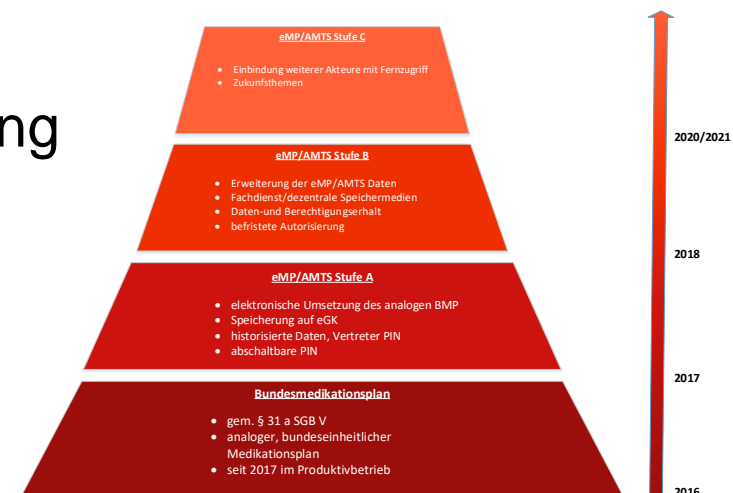 ng
eMP/AMTS Stufe C
• Einbindung weiterer Akteure mit Fernzugriff
• Zukunfsthemen
2020/2021
eMP/AMTS Stufe B
• Erweiterung der eMP/AMTS Daten
• Fachdienst/dezentrale Speichermedien
• Daten-und Berechtigungserhalt
• befristete Autorisierung
2018
eMP/AMTS Stufe A
• elektronische Umsetzung des analogen BMP
• Speicherung auf eGK
• historisierte Daten, Vertreter PIN
• abschaltbare PIN
2017
Bundesmedikationsplan
• gem. § 31 a SGB V
• analoger, bundeseinheitlicher
Medikationsplan
• seit 2017 im Produktivbetrieb
2016